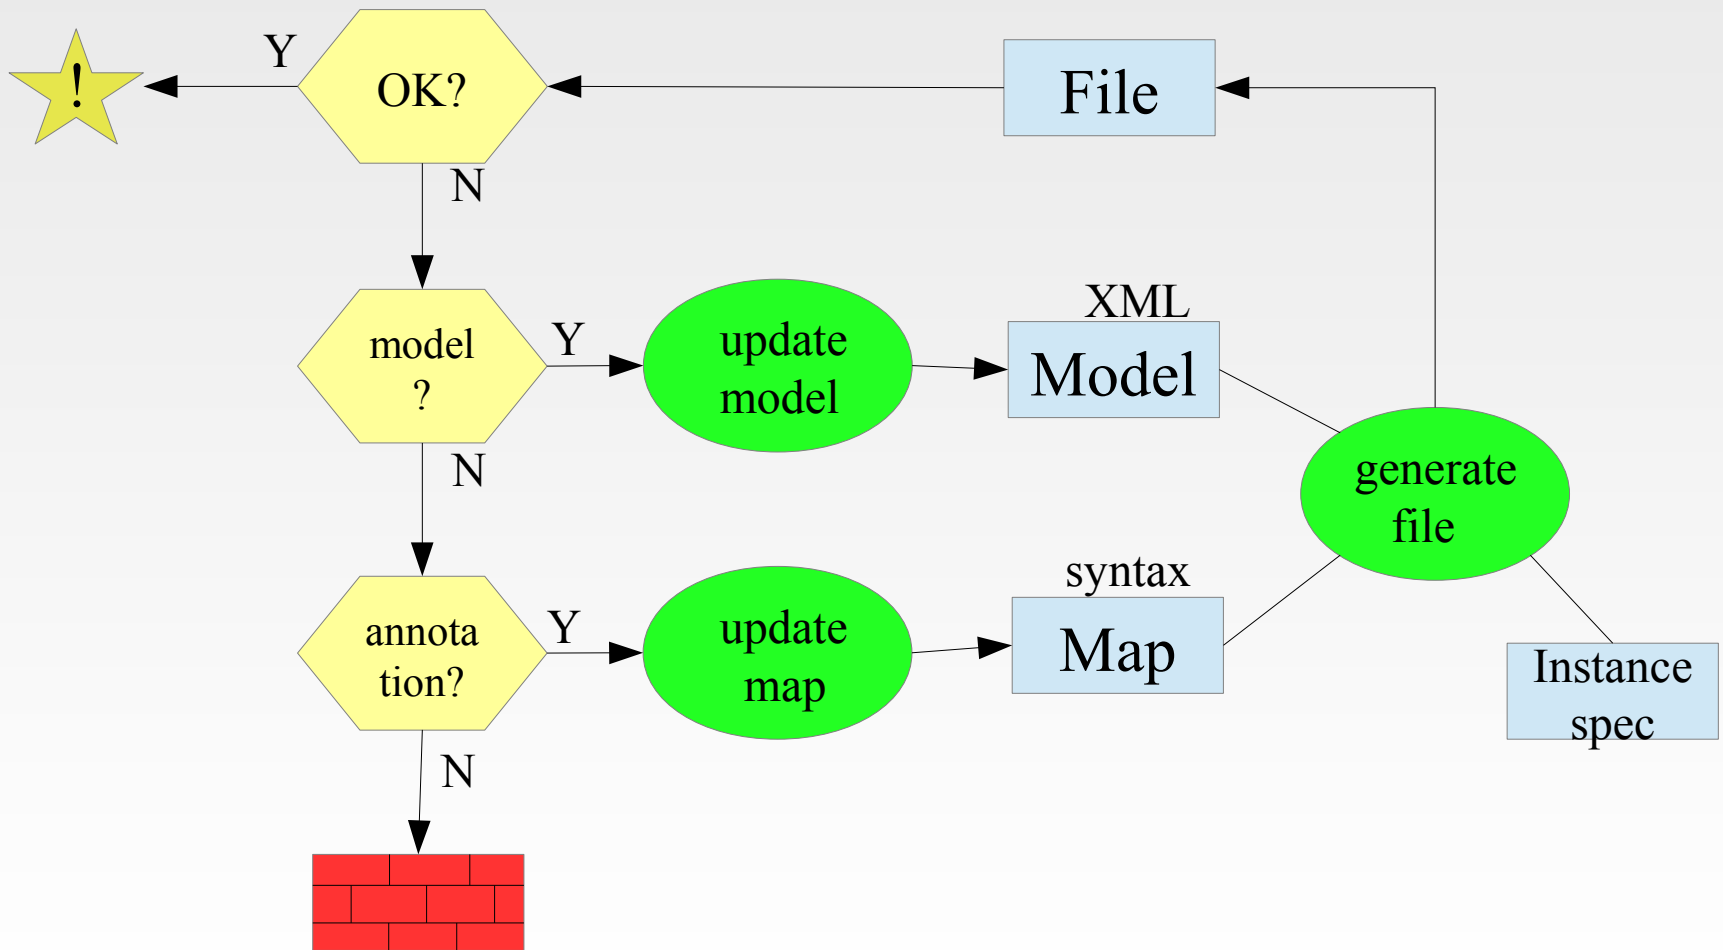 !
Y
OK?
File
N
model
?
Y
update
model
XML
Model
generate
file
N
annota
tion?
Y
update
map
syntax
Map
Instance
spec
N